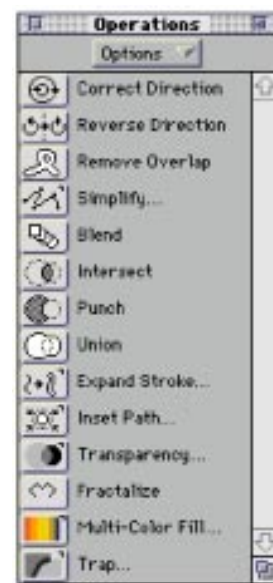 Operations
Options
Correct Direction
Reverse Direction
Remove Overlap
Simplify...
Blend
Intersect
Punch
Union
Expand Stroke...
Inset Path...
Transparency...
Fractalize
Multi-Color Fill...
Trap...